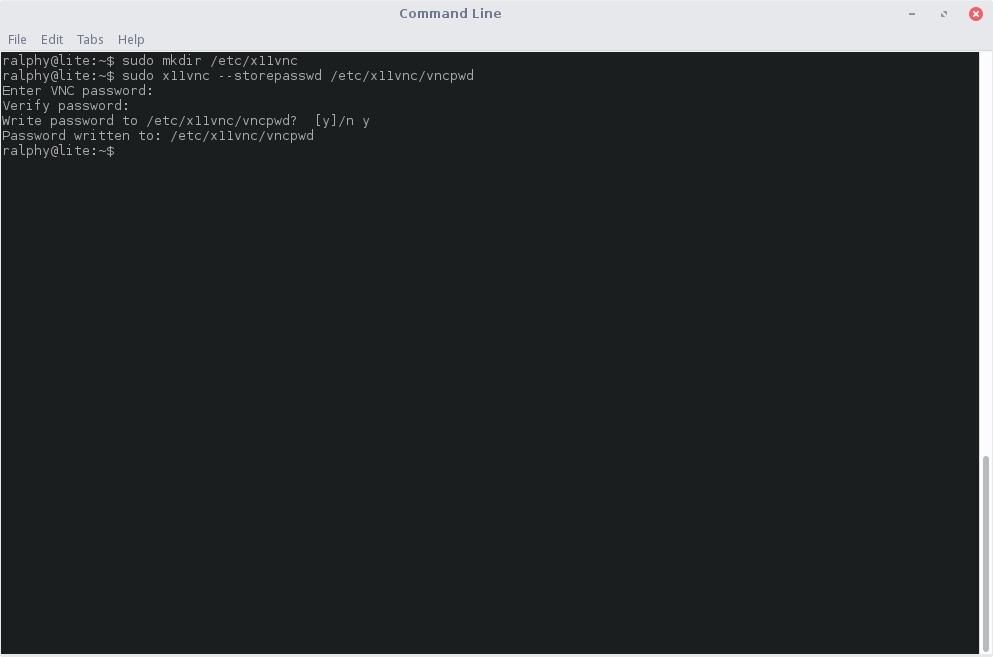 Command Line
File Edit Tabs Help
ralphy@lite:~$ sudo mkdir /etc/x11vnc
ralphy@lite:~$ sudo x11vnc --storepasswd /etc/x11vnc/vncpwd
Enter VNC password:
Verify password:
Write password to /etc/x11vnc/vncpwd?  [y]/n y
Password written to: /etc/x11vnc/vncpwd
ralphy@lite:~$